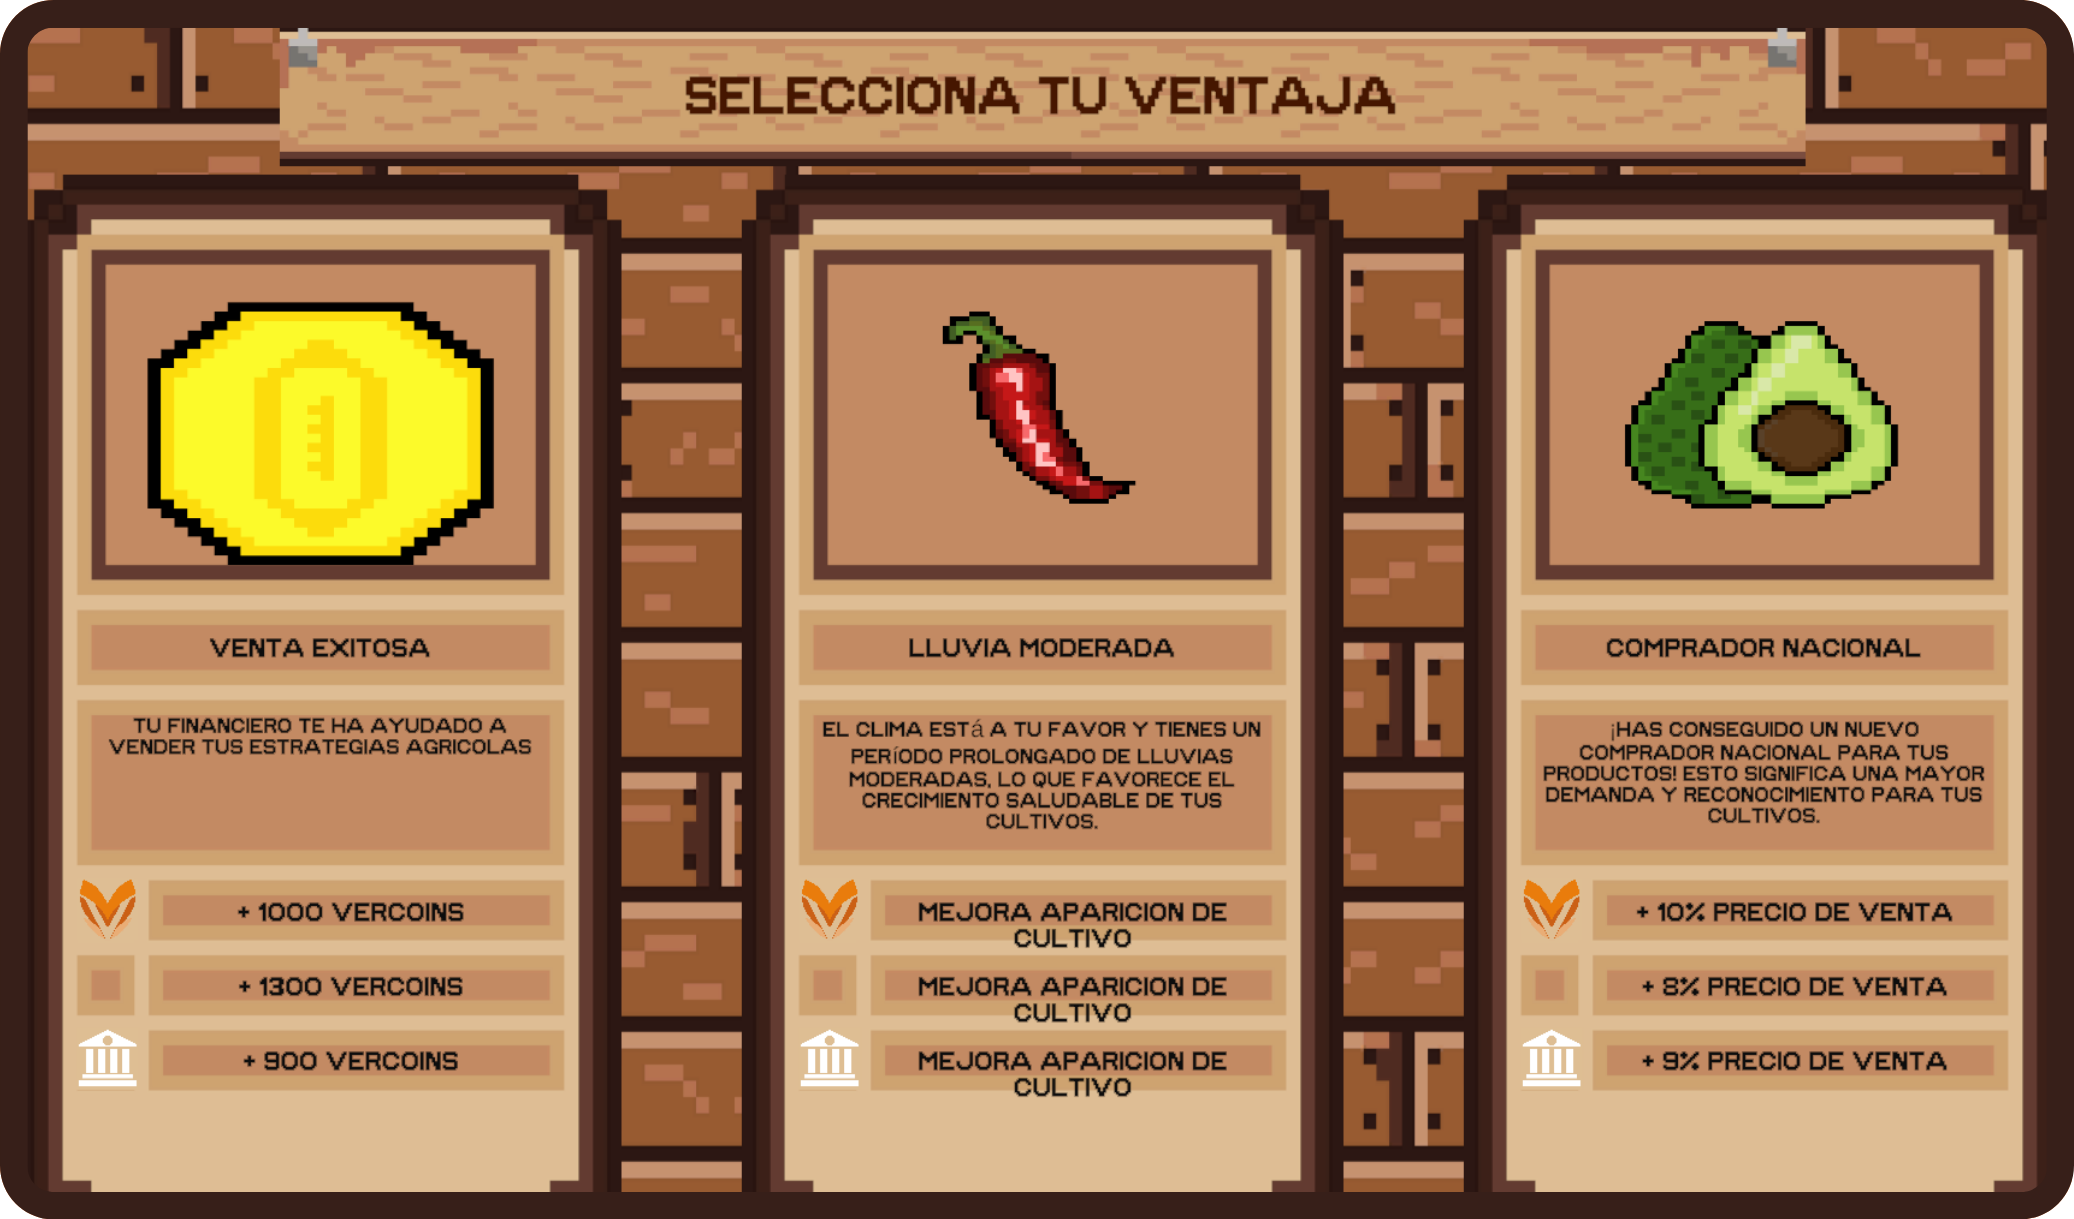 SELECCIONA TU VENTAJA
VENTA EXITOSA
TU FINANCIERO TE HA AYUDADO A
VENDER TUS ESTRATEGIAS AGRICOLAS
+ 1000 VERCOINS
+ 1300 VERCOINS
+ 900 VERCOINS
LLUVIA MODERADA
EL CLIMA ESTá A TU FAVOR Y TIENES UN
PERíODO PROLONGADO DE LLUVIAS
MODERADAS, LO QUE FAVORECE EL
CRECIMIENTO SALUDABLE DE TUS
CULTIVOS.
MEJORA APARICION DE
CULTIVO
MEJORA APARICION DE
CULTIVO
MEJORA APARICION DE
CULTIVO
COMPRADOR NACIONAL
¡HAS CONSEGUIDO UN NUEVO
COMPRADOR NACIONAL PARA TUS
PRODUCTOS! ESTO SIGNIFICA UNA MAYOR
DEMANDA Y RECONOCIMIENTO PARA TUS
CULTIVOS.
+ 10% PRECIO DE VENTA
+ 8% PRECIO DE VENTA
+ 9% PRECIO DE VENTA